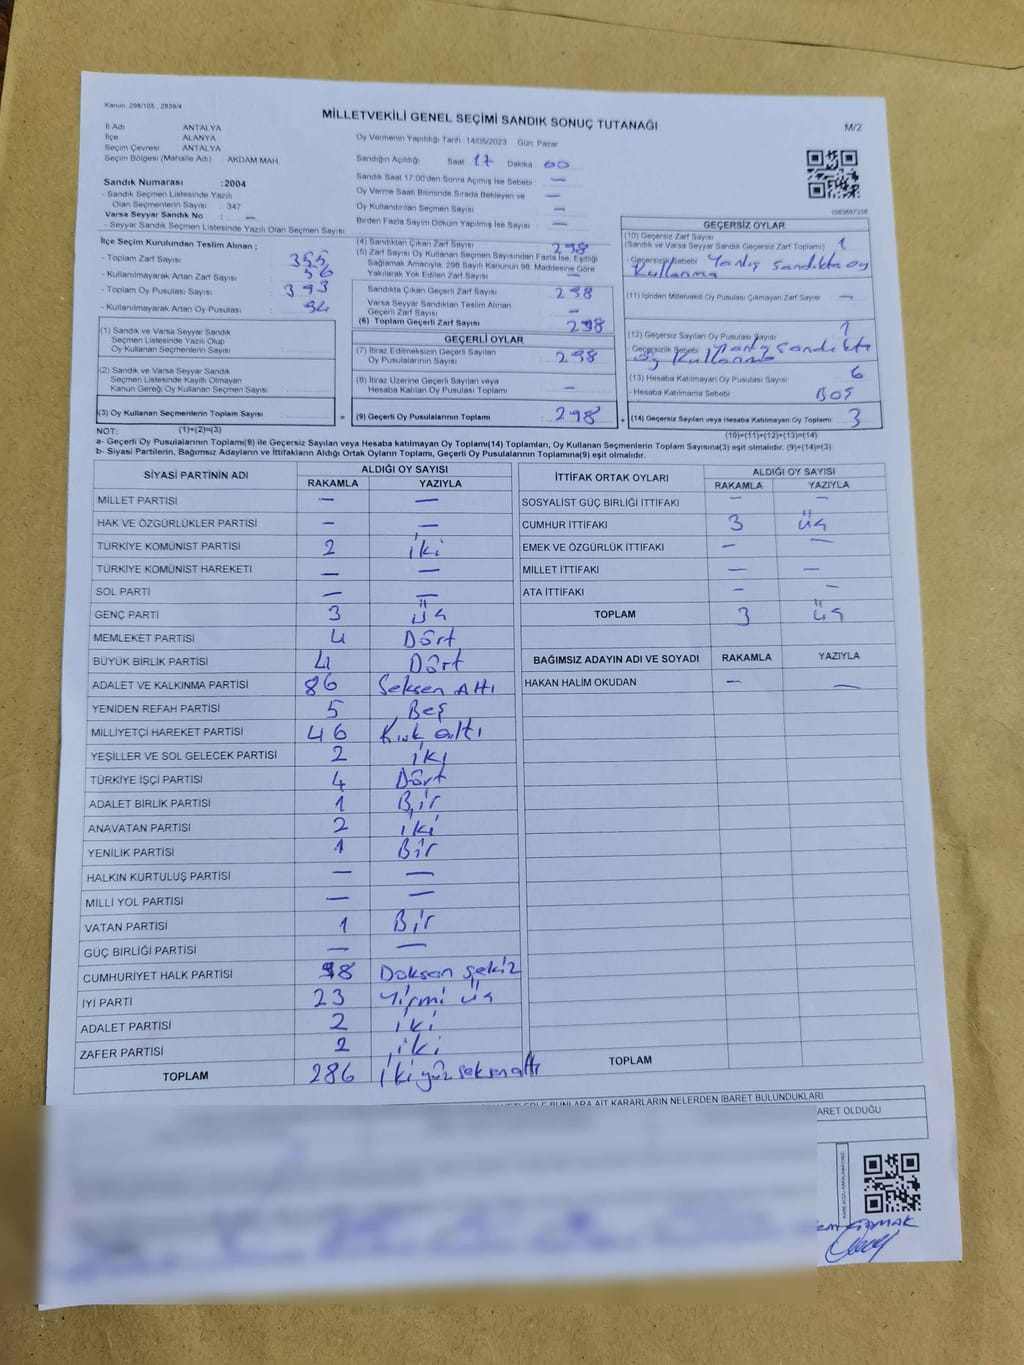 Kanun: 298/105 , 2839/4
MİLLETVEKİLİ GENEL SEÇİMİ SANDIK SONUÇ TUTANAĞI
M/2
İl Adı : ANTALYA
İlçe : ALANYA
Seçim Çevresi : ANTALYA
Seçim Bölgesi (Mahalle Adı) AKDAM MAH
Oy Vermenin Yapıldığı Tarih :14/05/2023 Gün: Pazar
Sandığın Açıldığı Saat 17 Dakika 00
Sandık Saat 17:00'den Sonra Açılmış İse Sebebi : —
Oy Verme Saati Bitiminde Sırada Bekleyen ve —
Oy Kullandırılan Seçmen Sayısı : —
Birden Fazla Sayım Döküm Yapılmış İse Sayısı : —
Sandık Numarası :2004
- Sandık Seçmen Listesinde Yazılı
Olan Seçmenlerin Sayısı : 347
Varsa Seyyar Sandık No : —
- Seyyar Sandık Seçmen Listesinde Yazılı Olan Seçmen Sayısı
İlçe Seçim Kurulundan Teslim Alınan ;
- Toplam Zarf Sayısı : 355
- Kullanılmayarak Artan Zarf Sayısı : 56
- Toplam Oy Pusulası Sayısı : 393
- Kullanılmayarak Artan Oy Pusulası Sayısı : 94
(1) Sandık ve Varsa Seyyar Sandık
Seçmen Listesinde Yazılı Olup
Oy Kullanan Seçmenlerin Sayısı :
(2) Sandık ve Varsa Seyyar Sandık
Seçmen Listesinde Kayıtlı Olmayan
Kanun Gereği Oy Kullanan Seçmen Sayısı :
(3) Oy Kullanan Seçmenlerin Toplam Sayısı :
(4) Sandıktan Çıkan Zarf Sayısı : 298
(5) Zarf Sayısı Oy Kullanan Seçmen Sayısından Fazla İse, Eşitliği
Sağlamak Amacıyla, 298 Sayılı Kanunun 98. Maddesine Göre
Yakılarak Yok Edilen Zarf Sayısı : —
Sandıkta Çıkan Geçerli Zarf Sayısı : 298
Varsa Seyyar Sandıktan Teslim Alınan
Geçerli Zarf Sayısı : —
(6) Toplam Geçerli Zarf Sayısı : 298
GEÇERLİ OYLAR
(7) İtiraz Edilmeksizin Geçerli Sayılan
Oy Pusulalarının Sayısı : 298
(8) İtiraz Üzerine Geçerli Sayılan veya
Hesaba Katılan Oy Pusulası Toplamı : —
= (9) Geçerli Oy Pusulalarının Toplamı : 298
1083697338
GEÇERSİZ OYLAR
(10) Geçersiz Zarf Sayısı
(Sandık ve Varsa Seyyar Sandık Geçersiz Zarf Toplamı) : 1
- Geçersizlik Sebebi : Yanlış sandıkta oy
kullanma
(11) İçinden Milletvekili Oy Pusulası Çıkmayan Zarf Sayısı : —
(12) Geçersiz Sayılan Oy Pusulası Sayısı : 1
Geçersizlik Sebebi : Yanlış sandıkta
oy kullanma
(13) Hesaba Katılmayan Oy Pusulası Sayısı : 6
- Hesaba Katılmama Sebebi : BOŞ
+ (14) Geçersiz Sayılan veya Hesaba Katılmayan Oy Toplamı : 3
NOT: (1)+(2)=(3)
(10)+(11)+(12)+(13)=(14)
a- Geçerli Oy Pusulalarının Toplamı(9) ile Geçersiz Sayılan veya Hesaba katılmayan Oy Toplamı(14) Toplamları, Oy Kullanan Seçmenlerin Toplam Sayısına(3) eşit olmalıdır. (9)+(14)=(3)
b- Siyasi Partilerin, Bağımsız Adayların ve İttifakların Aldığı Ortak Oyların Toplamı, Geçerli Oy Pusulalarının Toplamına(9) eşit olmalıdır.
SİYASİ PARTİNİN ADI ALDIĞI OY SAYISI
RAKAMLA YAZIYLA
MİLLET PARTİSİ — —
HAK VE ÖZGÜRLÜKLER PARTİSİ — —
TÜRKİYE KOMÜNİST PARTİSİ 2 iki
TÜRKİYE KOMÜNİST HAREKETİ — —
SOL PARTİ — —
GENÇ PARTİ 3 üç
MEMLEKET PARTİSİ 4 Dört
BÜYÜK BİRLİK PARTİSİ 4 Dört
ADALET VE KALKINMA PARTİSİ 86 Seksen Altı
YENİDEN REFAH PARTİSİ 5 Beş
MİLLİYETÇİ HAREKET PARTİSİ 46 Kırk altı
YEŞİLLER VE SOL GELECEK PARTİSİ 2 iki
TÜRKİYE İŞÇİ PARTİSİ 4 Dört
ADALET BİRLİK PARTİSİ 1 Bir
ANAVATAN PARTİSİ 2 iki
YENİLİK PARTİSİ 1 Bir
HALKIN KURTULUŞ PARTİSİ — —
MİLLİ YOL PARTİSİ — —
VATAN PARTİSİ 1 Bir
GÜÇ BİRLİĞİ PARTİSİ — —
CUMHURİYET HALK PARTİSİ 98 Doksan sekiz
İYİ PARTİ 23 Yirmi üç
ADALET PARTİSİ 2 iki
ZAFER PARTİSİ 2 iki
TOPLAM 286 İkiyüz seksen altı
İTTİFAK ORTAK OYLARI ALDIĞI OY SAYISI
RAKAMLA YAZIYLA
SOSYALİST GÜÇ BİRLİĞİ İTTİFAKI — —
CUMHUR İTTİFAKI 3 üç
EMEK VE ÖZGÜRLÜK İTTİFAKI — —
MİLLET İTTİFAKI — —
ATA İTTİFAKI — —
TOPLAM 3 üç
BAĞIMSIZ ADAYIN ADI VE SOYADI RAKAMLA YAZIYLA
HAKAN HALİM OKUDAN — —
TOPLAM
BUNLARA AİT KARARLARIN NELERDEN İBARET BULUNDUKLARI
ARET OLDUĞU